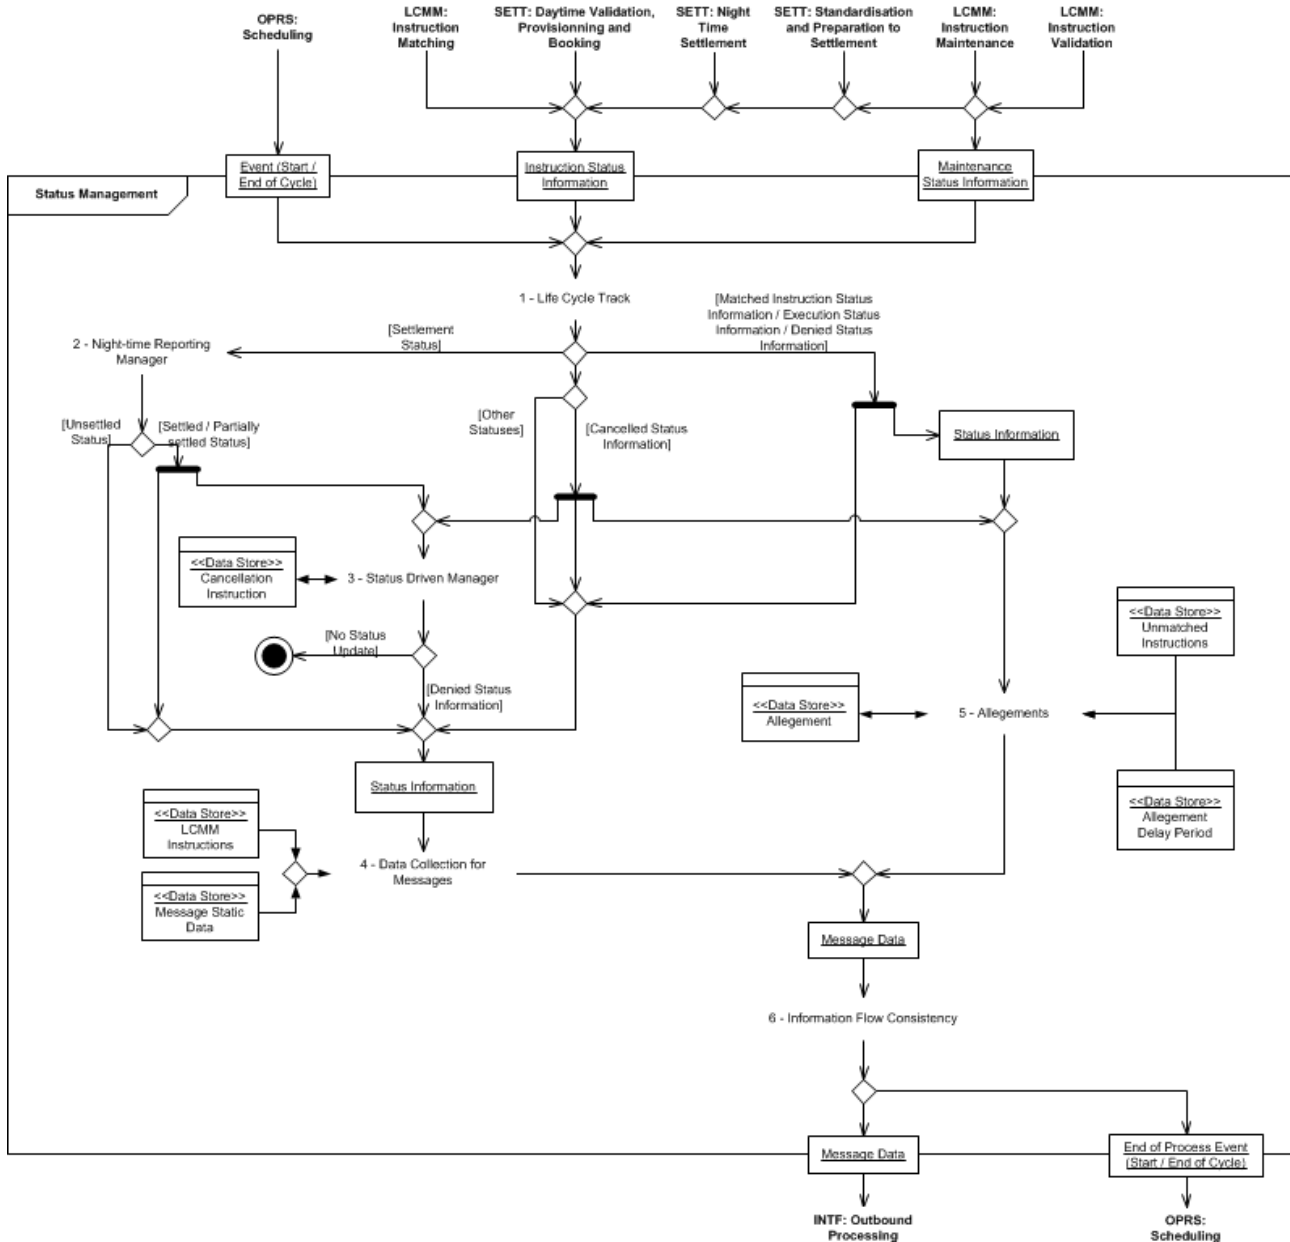 OPRS:
Scheduling
LCMM:
Instruction
Matching
SETT: Daytime Validation,
Provisionning and
Booking
SETT: Night
Time
Settlement
SETT: Standardisation
and Preparation to
Settlement
LCMM:
Instruction
Maintenance
LCMM:
Instruction
Validation
Event (Start /
End of Cycle)
Instruction Status
Information
Maintenance
Status Information
Status Management
1 - Life Cycle Track
[Matched Instruction Status
Information / Execution Status
Information / Denied Status
Information]
[Settlement
Status]
2 - Night-time Reporting
Manager
[Unsettled
Status]
[Settled / Partially
settled Status]
[Other
Statuses]
[Cancelled Status
Information]
Status Information
<<Data Store>>
Cancellation
Instruction
3 - Status Driven Manager
<<Data Store>>
Unmatched
Instructions
[No Status
Update]
[Denied Status
Information]
<<Data Store>>
Allegement
5 - Allegements
Status Information
<<Data Store>>
Allegement
Delay Period
<<Data Store>>
LCMM
Instructions
4 - Data Collection for
Messages
<<Data Store>>
Message Static
Data
Message Data
6 - Information Flow Consistency
Message Data
End of Process Event
(Start / End of Cycle)
INTF: Outbound
Processing
OPRS:
Scheduling